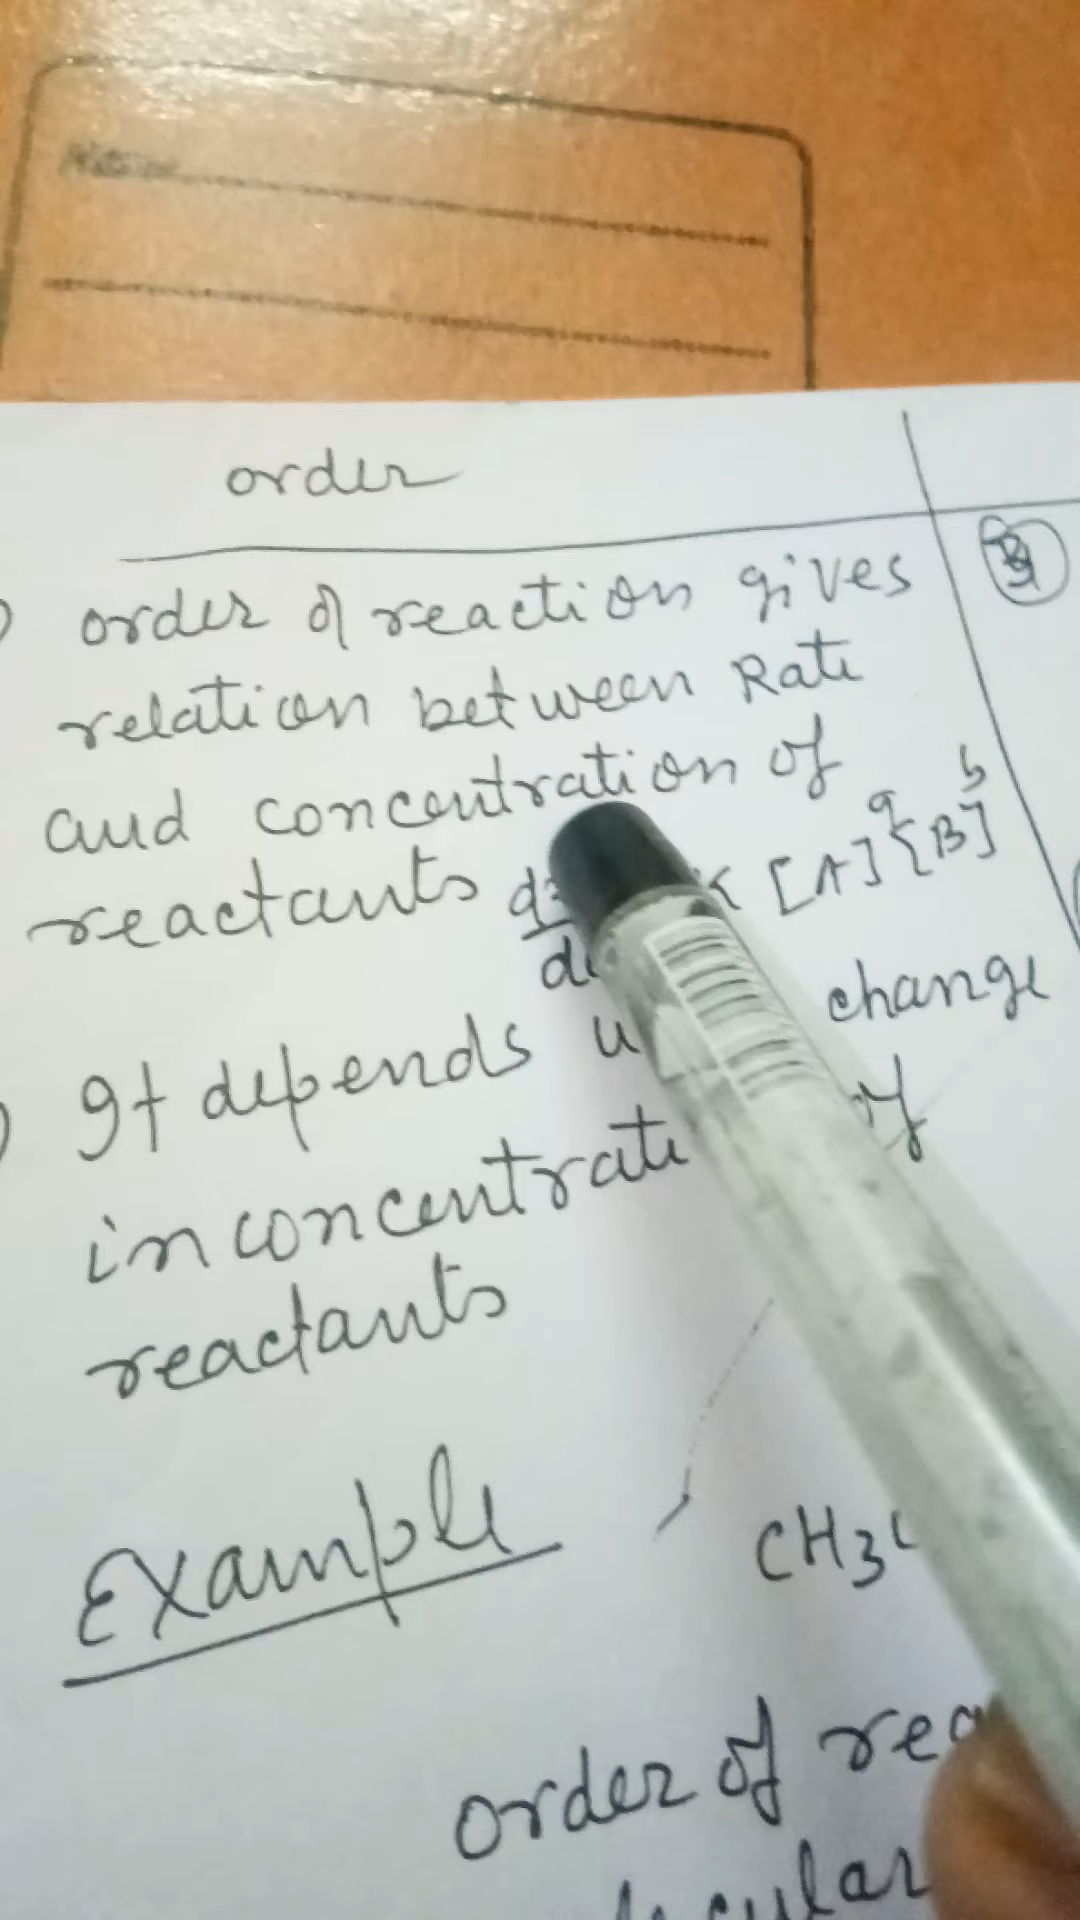 order
order of reaction gives
relation between Rate
and concentration of
reactants K [A]^a {B]^b
It depends change
in concentrati of
reactants
Example
CH3
order of rea